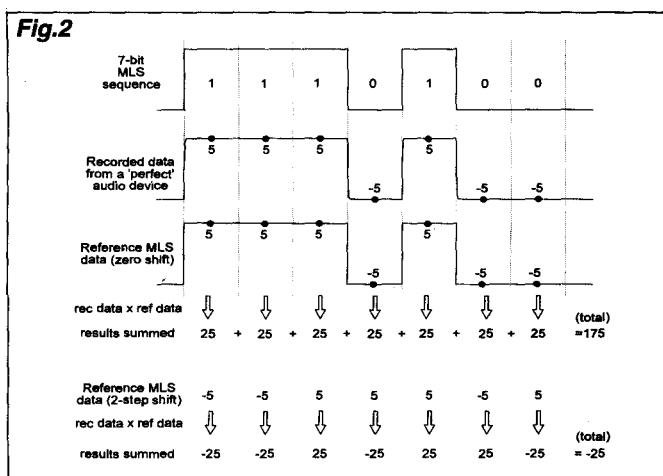 Fig.2
7-bit
MLS
sequence
1 1 1 0 1 0 0
Recorded data
from a 'perfect'
audio device
5 5 5 -5 5 -5 -5
Reference MLS
data (zero shift)
5 5 5 -5 5 -5 -5
rec data x ref data
(total)
results summed 25 + 25 + 25 + 25 + 25 + 25 + 25 =175
Reference MLS
data (2-step shift)
-5 -5 5 5 5 -5 5
rec data x ref data
(total)
results summed -25 -25 25 -25 25 25 -25 = -25